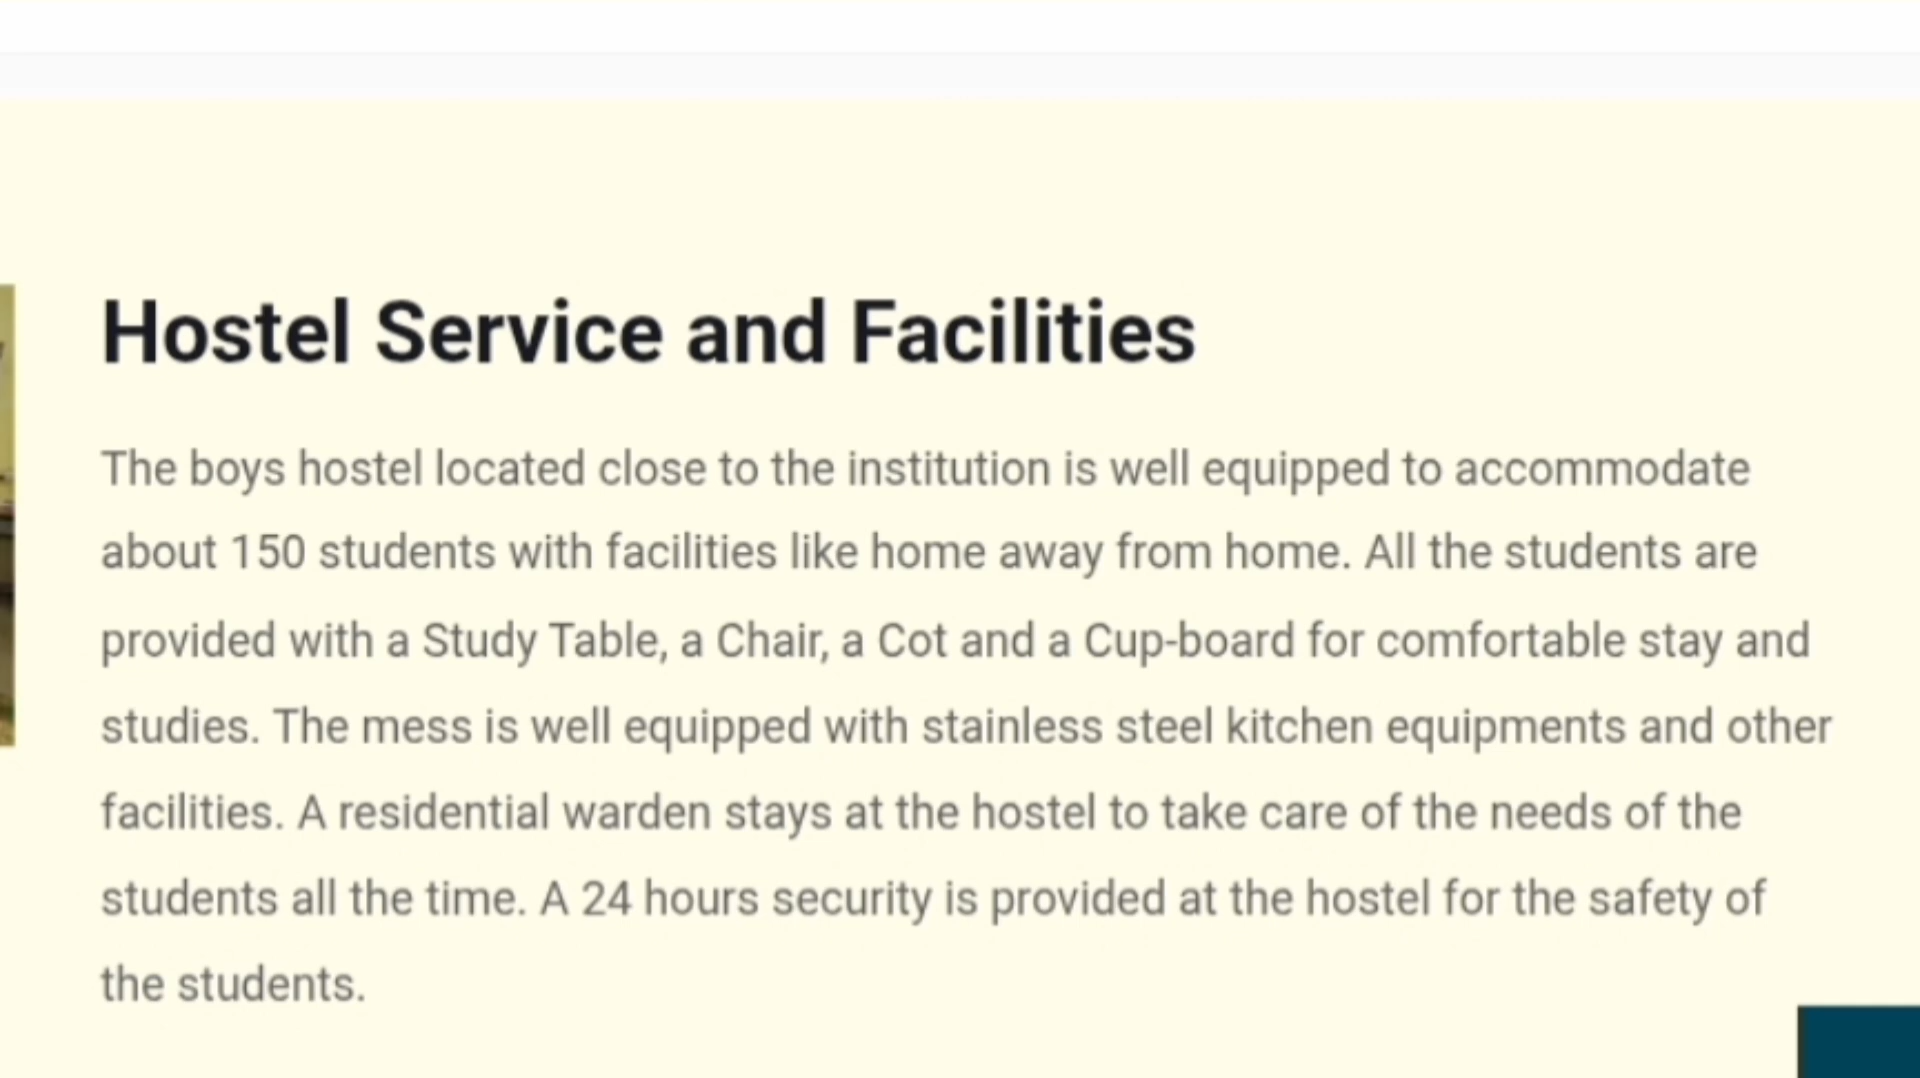 Hostel Service and Facilities
The boys hostel located close to the institution is well equipped to accommodate
about 150 students with facilities like home away from home. All the students are
provided with a Study Table, a Chair, a Cot and a Cup-board for comfortable stay and
studies. The mess is well equipped with stainless steel kitchen equipments and other
facilities. A residential warden stays at the hostel to take care of the needs of the
students all the time. A 24 hours security is provided at the hostel for the safety of
the students.